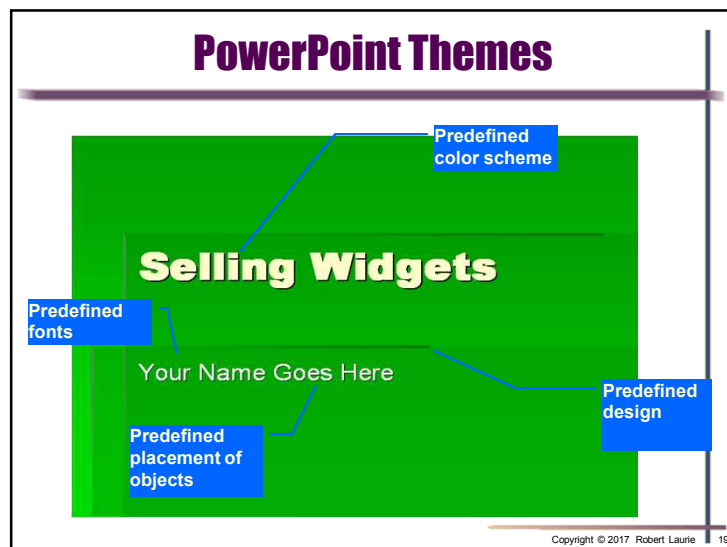 PowerPoint Themes
Predefined
color scheme
Selling Widgets
Predefined
fonts
Your Name Goes Here
Predefined
design
Predefined
placement of
objects
Copyright © 2017 Robert Laurie
19